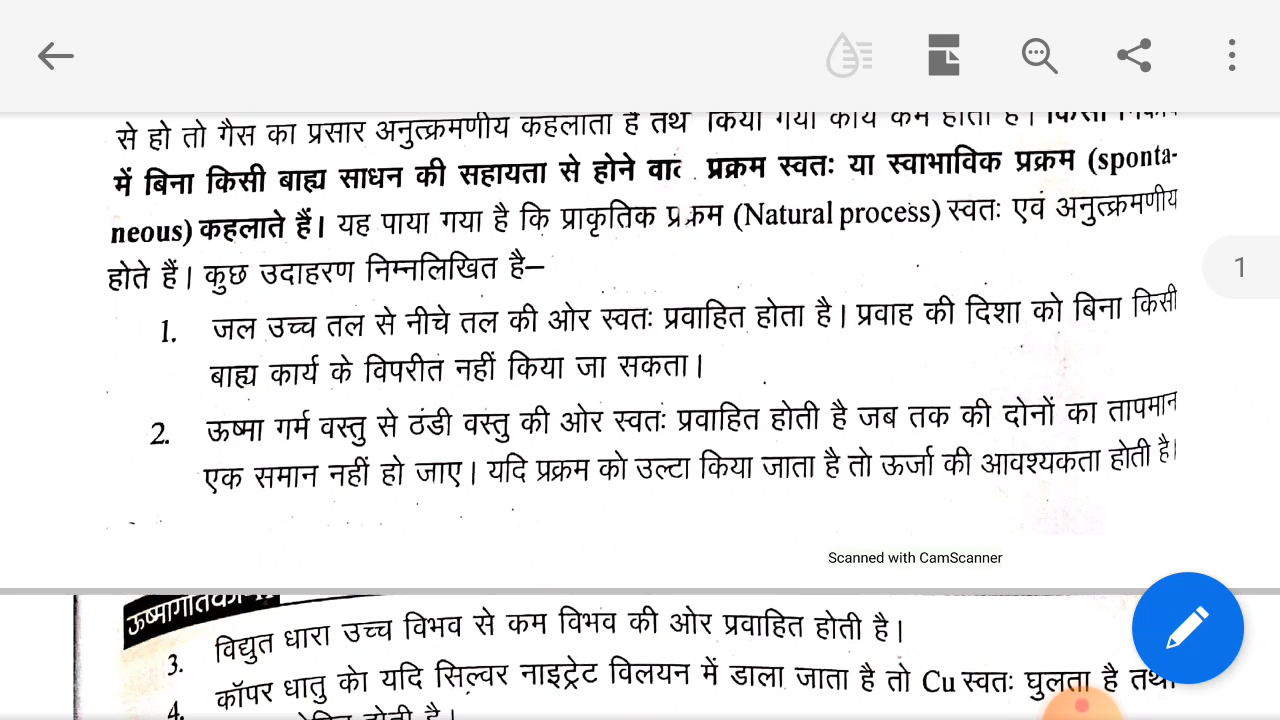 से हो तो गैस का प्रसार अनुत्क्रमणीय कहलाता है तथ किया गया कार्य कम होता है। किसी
में बिना किसी बाह्य साधन की सहायता से होने वाल प्रक्रम स्वतः या स्वाभाविक प्रक्रम (sponta-
neous) कहलाते हैं। यह पाया गया है कि प्राकृतिक प्रक्रम (Natural process) स्वतः एवं अनुत्क्रमणीय
होते हैं। कुछ उदाहरण निम्नलिखित है–
1. जल उच्च तल से नीचे तल की ओर स्वतः प्रवाहित होता है। प्रवाह की दिशा को बिना किसी
बाह्य कार्य के विपरीत नहीं किया जा सकता।
2. ऊष्मा गर्म वस्तु से ठंडी वस्तु की ओर स्वतः प्रवाहित होती है जब तक की दोनों का तापमान
एक समान नहीं हो जाए। यदि प्रक्रम को उल्टा किया जाता है तो ऊर्जा की आवश्यकता होती है।
1
Scanned with CamScanner
3. विद्युत धारा उच्च विभव से कम विभव की ओर प्रवाहित होती है।
4. कॉपर धातु केा यदि सिल्वर नाइट्रेट विलयन में डाला जाता है तो Cu स्वतः घुलता है तथा
होती है।